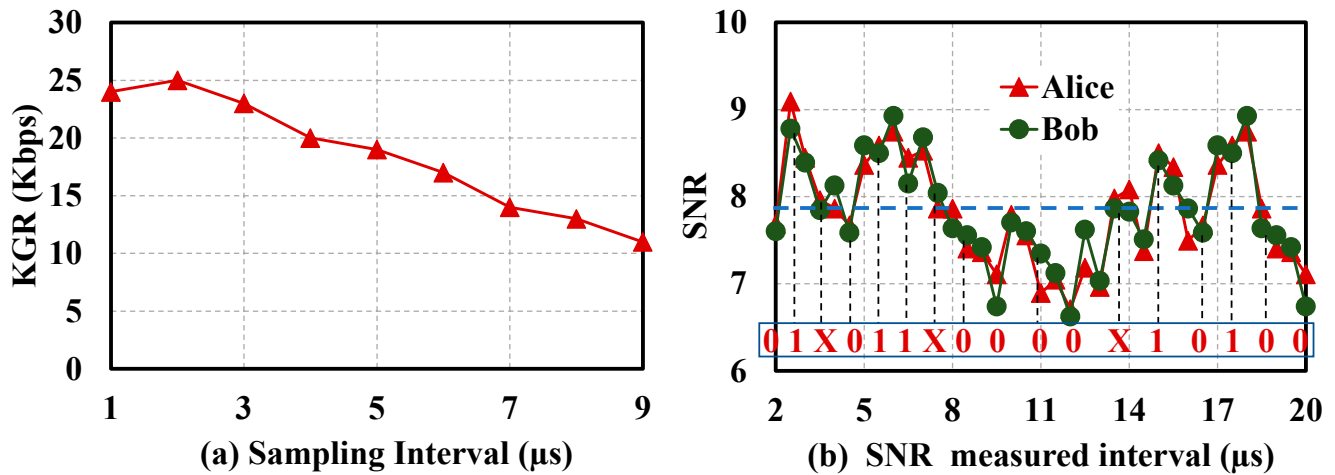 30
25
20
15
10
5
0
KGR (Kbps)
1 3 5 7 9
(a) Sampling Interval (μs)
10
9
8
7
6
SNR
Alice
Bob
0 1 X 0 1 1 X 0 0 0 0 X 1 0 1 0 0
2 5 8 11 14 17 20
(b) SNR measured interval (μs)